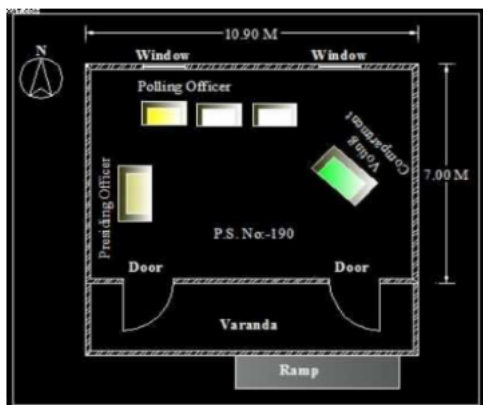 10.90 M
N
Window
Window
Polling Officer
Voting
Compartment
7.00 M
Presiding Officer
P.S. No:-190
Door
Door
Varanda
Ramp